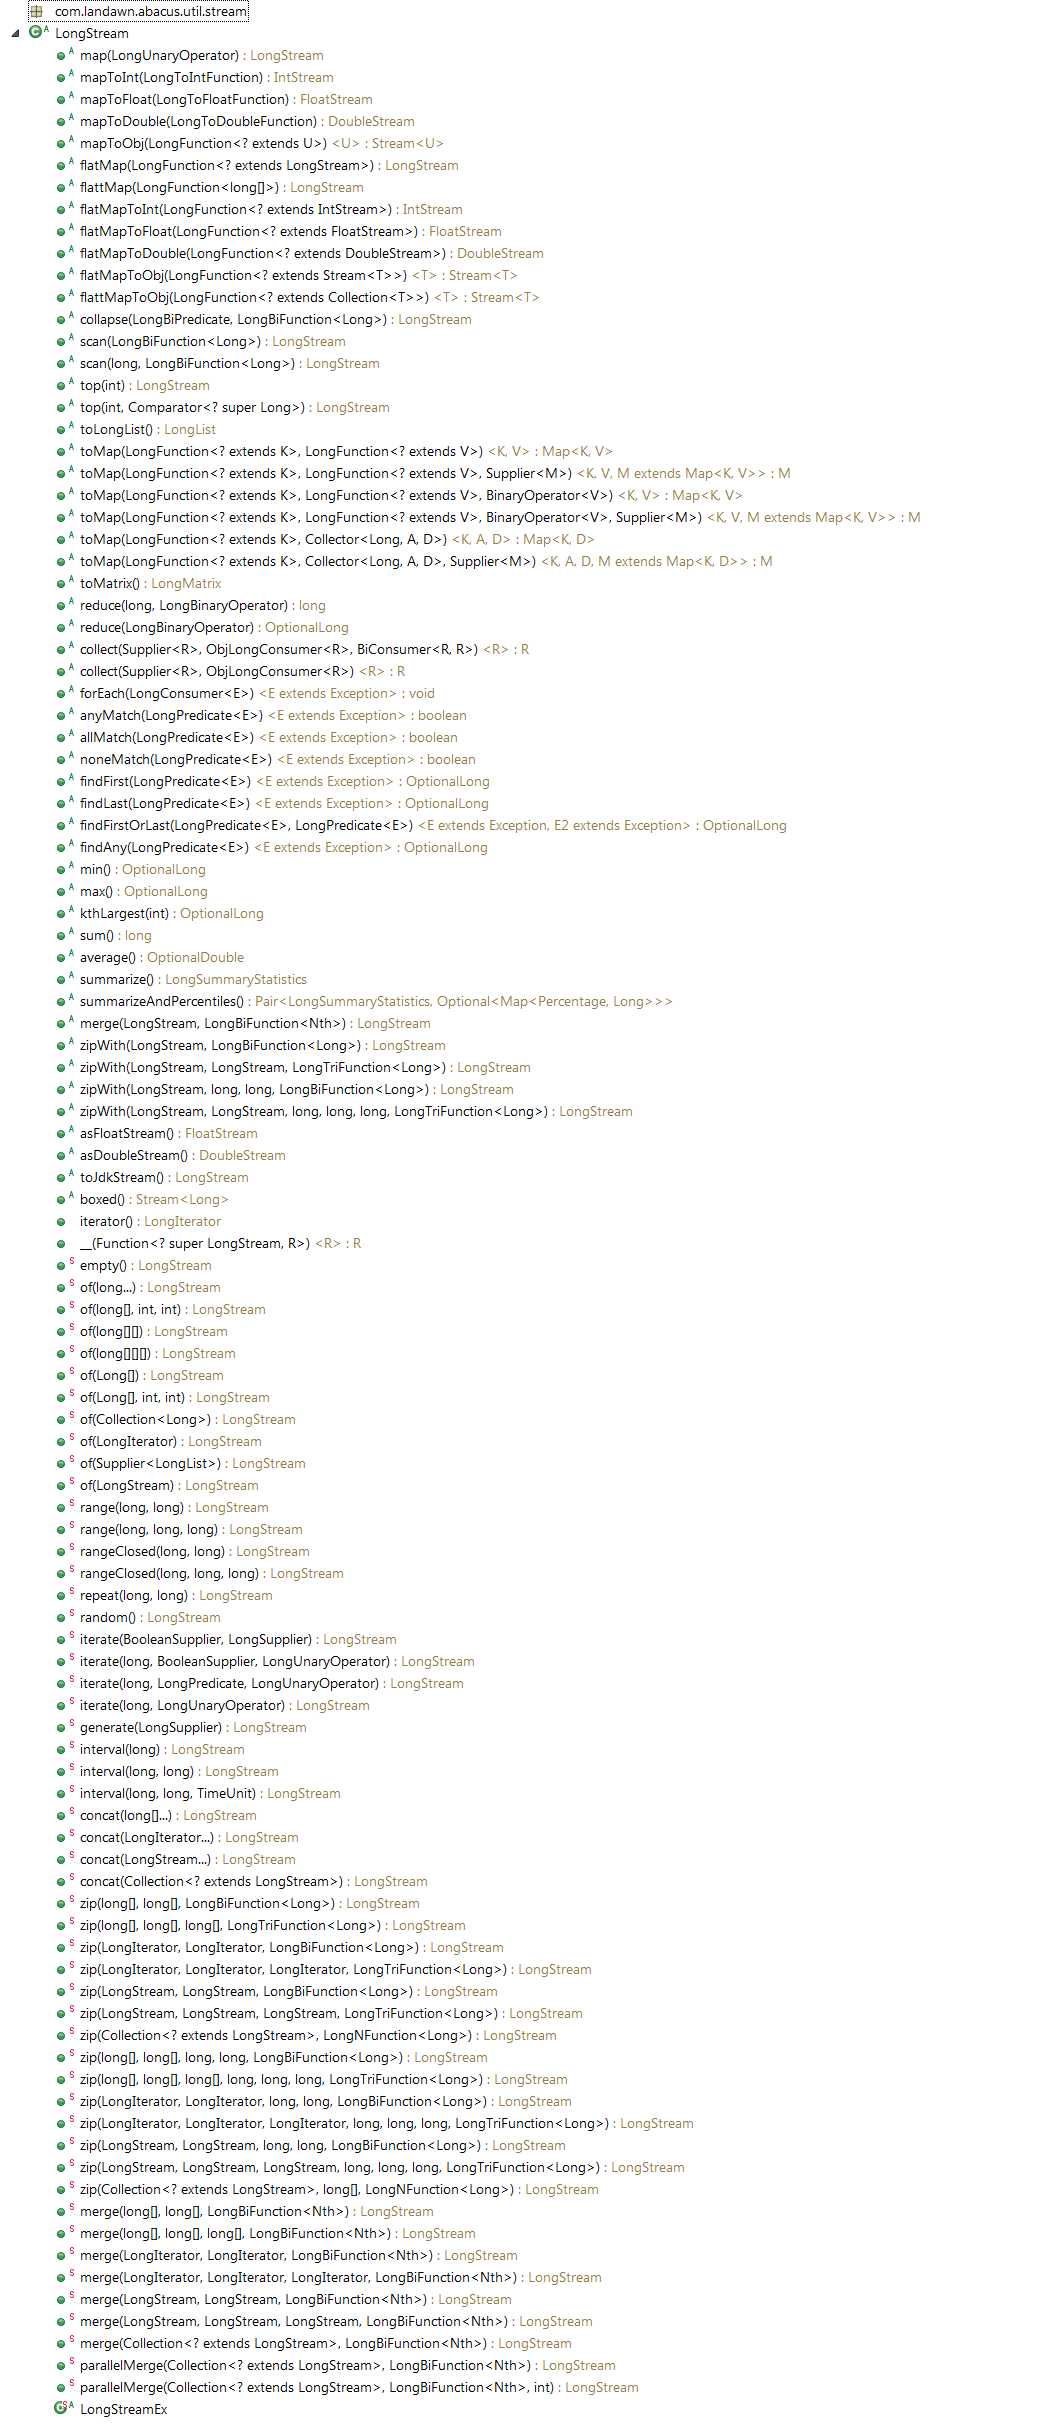 com.landawn.abacus.util.stream
LongStream
map(LongUnaryOperator) : LongStream
mapToInt(LongToIntFunction) : IntStream
mapToFloat(LongToFloatFunction) : FloatStream
mapToDouble(LongToDoubleFunction) : DoubleStream
mapToObj(LongFunction<? extends U>) <U> : Stream<U>
flatMap(LongFunction<? extends LongStream>) : LongStream
flattMap(LongFunction<long[]>) : LongStream
flatMapToInt(LongFunction<? extends IntStream>) : IntStream
flatMapToFloat(LongFunction<? extends FloatStream>) : FloatStream
flatMapToDouble(LongFunction<? extends DoubleStream>) : DoubleStream
flatMapToObj(LongFunction<? extends Stream<T>>) <T> : Stream<T>
flattMapToObj(LongFunction<? extends Collection<T>>) <T> : Stream<T>
collapse(LongBiPredicate, LongBiFunction<Long>) : LongStream
scan(LongBiFunction<Long>) : LongStream
scan(long, LongBiFunction<Long>) : LongStream
top(int) : LongStream
top(int, Comparator<? super Long>) : LongStream
toLongList() : LongList
toMap(LongFunction<? extends K>, LongFunction<? extends V>) <K, V> : Map<K, V>
toMap(LongFunction<? extends K>, LongFunction<? extends V>, Supplier<M>) <K, V, M extends Map<K, V>> : M
toMap(LongFunction<? extends K>, LongFunction<? extends V>, BinaryOperator<V>) <K, V> : Map<K, V>
toMap(LongFunction<? extends K>, LongFunction<? extends V>, BinaryOperator<V>, Supplier<M>) <K, V, M extends Map<K, V>> : M
toMap(LongFunction<? extends K>, Collector<Long, A, D>) <K, A, D> : Map<K, D>
toMap(LongFunction<? extends K>, Collector<Long, A, D>, Supplier<M>) <K, A, D, M extends Map<K, D>> : M
toMatrix() : LongMatrix
reduce(long, LongBinaryOperator) : long
reduce(LongBinaryOperator) : OptionalLong
collect(Supplier<R>, ObjLongConsumer<R>, BiConsumer<R, R>) <R> : R
collect(Supplier<R>, ObjLongConsumer<R>) <R> : R
forEach(LongConsumer<E>) <E extends Exception> : void
anyMatch(LongPredicate<E>) <E extends Exception> : boolean
allMatch(LongPredicate<E>) <E extends Exception> : boolean
noneMatch(LongPredicate<E>) <E extends Exception> : boolean
findFirst(LongPredicate<E>) <E extends Exception> : OptionalLong
findLast(LongPredicate<E>) <E extends Exception> : OptionalLong
findFirstOrLast(LongPredicate<E>, LongPredicate<E>) <E extends Exception, E2 extends Exception> : OptionalLong
findAny(LongPredicate<E>) <E extends Exception> : OptionalLong
min() : OptionalLong
max() : OptionalLong
kthLargest(int) : OptionalLong
sum() : long
average() : OptionalDouble
summarize() : LongSummaryStatistics
summarizeAndPercentiles() : Pair<LongSummaryStatistics, Optional<Map<Percentage, Long>>>
merge(LongStream, LongBiFunction<Nth>) : LongStream
zipWith(LongStream, LongBiFunction<Long>) : LongStream
zipWith(LongStream, LongStream, LongTriFunction<Long>) : LongStream
zipWith(LongStream, long, long, LongBiFunction<Long>) : LongStream
zipWith(LongStream, LongStream, long, long, long, LongTriFunction<Long>) : LongStream
asFloatStream() : FloatStream
asDoubleStream() : DoubleStream
toJdkStream() : LongStream
boxed() : Stream<Long>
iterator() : LongIterator
__(Function<? super LongStream, R>) <R> : R
empty() : LongStream
of(long...) : LongStream
of(long[], int, int) : LongStream
of(long[][]) : LongStream
of(long[][][]) : LongStream
of(Long[]) : LongStream
of(Long[], int, int) : LongStream
of(Collection<Long>) : LongStream
of(LongIterator) : LongStream
of(Supplier<LongList>) : LongStream
of(LongStream) : LongStream
range(long, long) : LongStream
range(long, long, long) : LongStream
rangeClosed(long, long) : LongStream
rangeClosed(long, long, long) : LongStream
repeat(long, long) : LongStream
random() : LongStream
iterate(BooleanSupplier, LongSupplier) : LongStream
iterate(long, BooleanSupplier, LongUnaryOperator) : LongStream
iterate(long, LongPredicate, LongUnaryOperator) : LongStream
iterate(long, LongUnaryOperator) : LongStream
generate(LongSupplier) : LongStream
interval(long) : LongStream
interval(long, long) : LongStream
interval(long, long, TimeUnit) : LongStream
concat(long[]...) : LongStream
concat(LongIterator...) : LongStream
concat(LongStream...) : LongStream
concat(Collection<? extends LongStream>) : LongStream
zip(long[], long[], LongBiFunction<Long>) : LongStream
zip(long[], long[], long[], LongTriFunction<Long>) : LongStream
zip(LongIterator, LongIterator, LongBiFunction<Long>) : LongStream
zip(LongIterator, LongIterator, LongIterator, LongTriFunction<Long>) : LongStream
zip(LongStream, LongStream, LongBiFunction<Long>) : LongStream
zip(LongStream, LongStream, LongStream, LongTriFunction<Long>) : LongStream
zip(Collection<? extends LongStream>, LongNFunction<Long>) : LongStream
zip(long[], long[], long, long, LongBiFunction<Long>) : LongStream
zip(long[], long[], long[], long, long, long, LongTriFunction<Long>) : LongStream
zip(LongIterator, LongIterator, long, long, LongBiFunction<Long>) : LongStream
zip(LongIterator, LongIterator, LongIterator, long, long, long, LongTriFunction<Long>) : LongStream
zip(LongStream, LongStream, long, long, LongBiFunction<Long>) : LongStream
zip(LongStream, LongStream, LongStream, long, long, long, LongTriFunction<Long>) : LongStream
zip(Collection<? extends LongStream>, long[], LongNFunction<Long>) : LongStream
merge(long[], long[], LongBiFunction<Nth>) : LongStream
merge(long[], long[], long[], LongBiFunction<Nth>) : LongStream
merge(LongIterator, LongIterator, LongBiFunction<Nth>) : LongStream
merge(LongIterator, LongIterator, LongIterator, LongBiFunction<Nth>) : LongStream
merge(LongStream, LongStream, LongBiFunction<Nth>) : LongStream
merge(LongStream, LongStream, LongStream, LongBiFunction<Nth>) : LongStream
merge(Collection<? extends LongStream>, LongBiFunction<Nth>) : LongStream
parallelMerge(Collection<? extends LongStream>, LongBiFunction<Nth>) : LongStream
parallelMerge(Collection<? extends LongStream>, LongBiFunction<Nth>, int) : LongStream
LongStreamEx